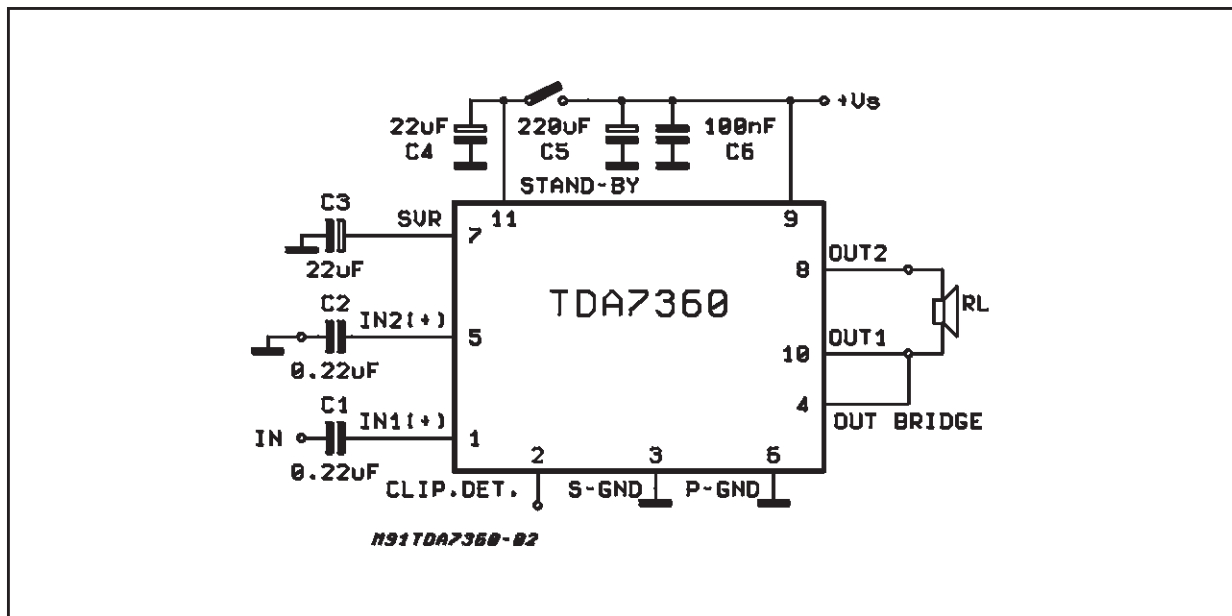 +Vs
22uF
C4
220uF
C5
100nF
C6
STAND-BY
C3
SVR
11
9
7
22uF
OUT2
8
C2
TDA7360
RL
IN2(+)
5
OUT1
10
0.22uF
C1
4
IN1(+)
OUT BRIDGE
IN
1
2
3
6
0.22uF
CLIP.DET.
S-GND
P-GND
M91TDA7360-02